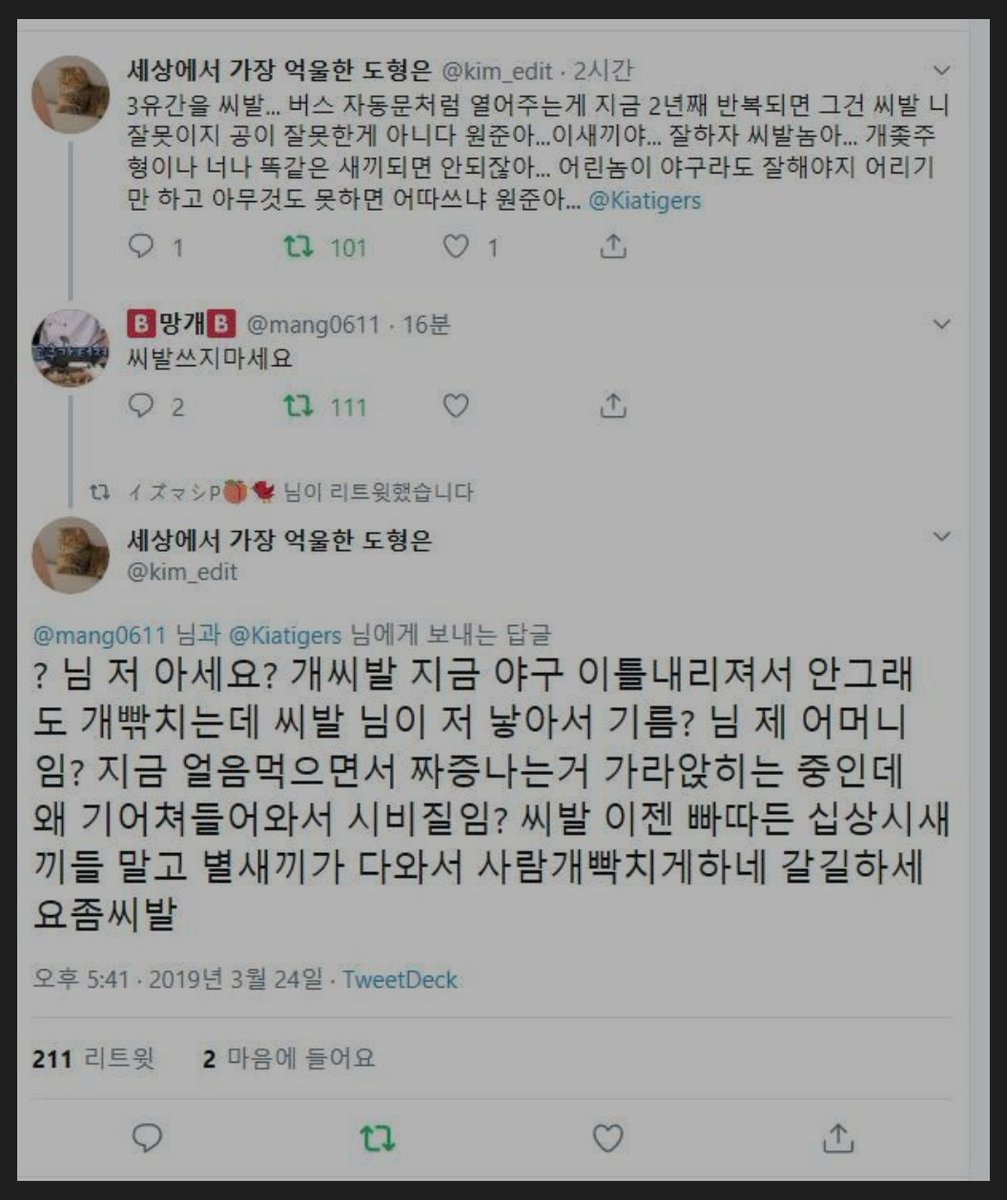 세상에서 가장 억울한 도형은 @kim_edit · 2시간
3유간을 씨발... 버스 자동문처럼 열어주는게 지금 2년째 반복되면 그건 씨발 니
잘못이지 공이 잘못한게 아니다 원준아...이새끼야... 잘하자 씨발놈아... 개좆주
형이나 너나 똑같은 새끼되면 안되잖아... 어린놈이 야구라도 잘해야지 어리기
만 하고 아무것도 못하면 어따쓰냐 원준아... @Kiatigers
1 101 1
🅱망개🅱 @mang0611 · 16분
씨발쓰지마세요
2 111
イズマシP🍑🐦 님이 리트윗했습니다
세상에서 가장 억울한 도형은
@kim_edit
@mang0611 님과 @Kiatigers 님에게 보내는 답글
? 님 저 아세요? 개씨발 지금 야구 이틀내리져서 안그래
도 개빢치는데 씨발 님이 저 낳아서 기름? 님 제 어머니
임? 지금 얼음먹으면서 짜증나는거 가라앉히는 중인데
왜 기어쳐들어와서 시비질임? 씨발 이젠 빠따든 십상시새
끼들 말고 별새끼가 다와서 사람개빡치게하네 갈길하세
요좀씨발
오후 5:41 · 2019년 3월 24일 · TweetDeck
211 리트윗 2 마음에 들어요